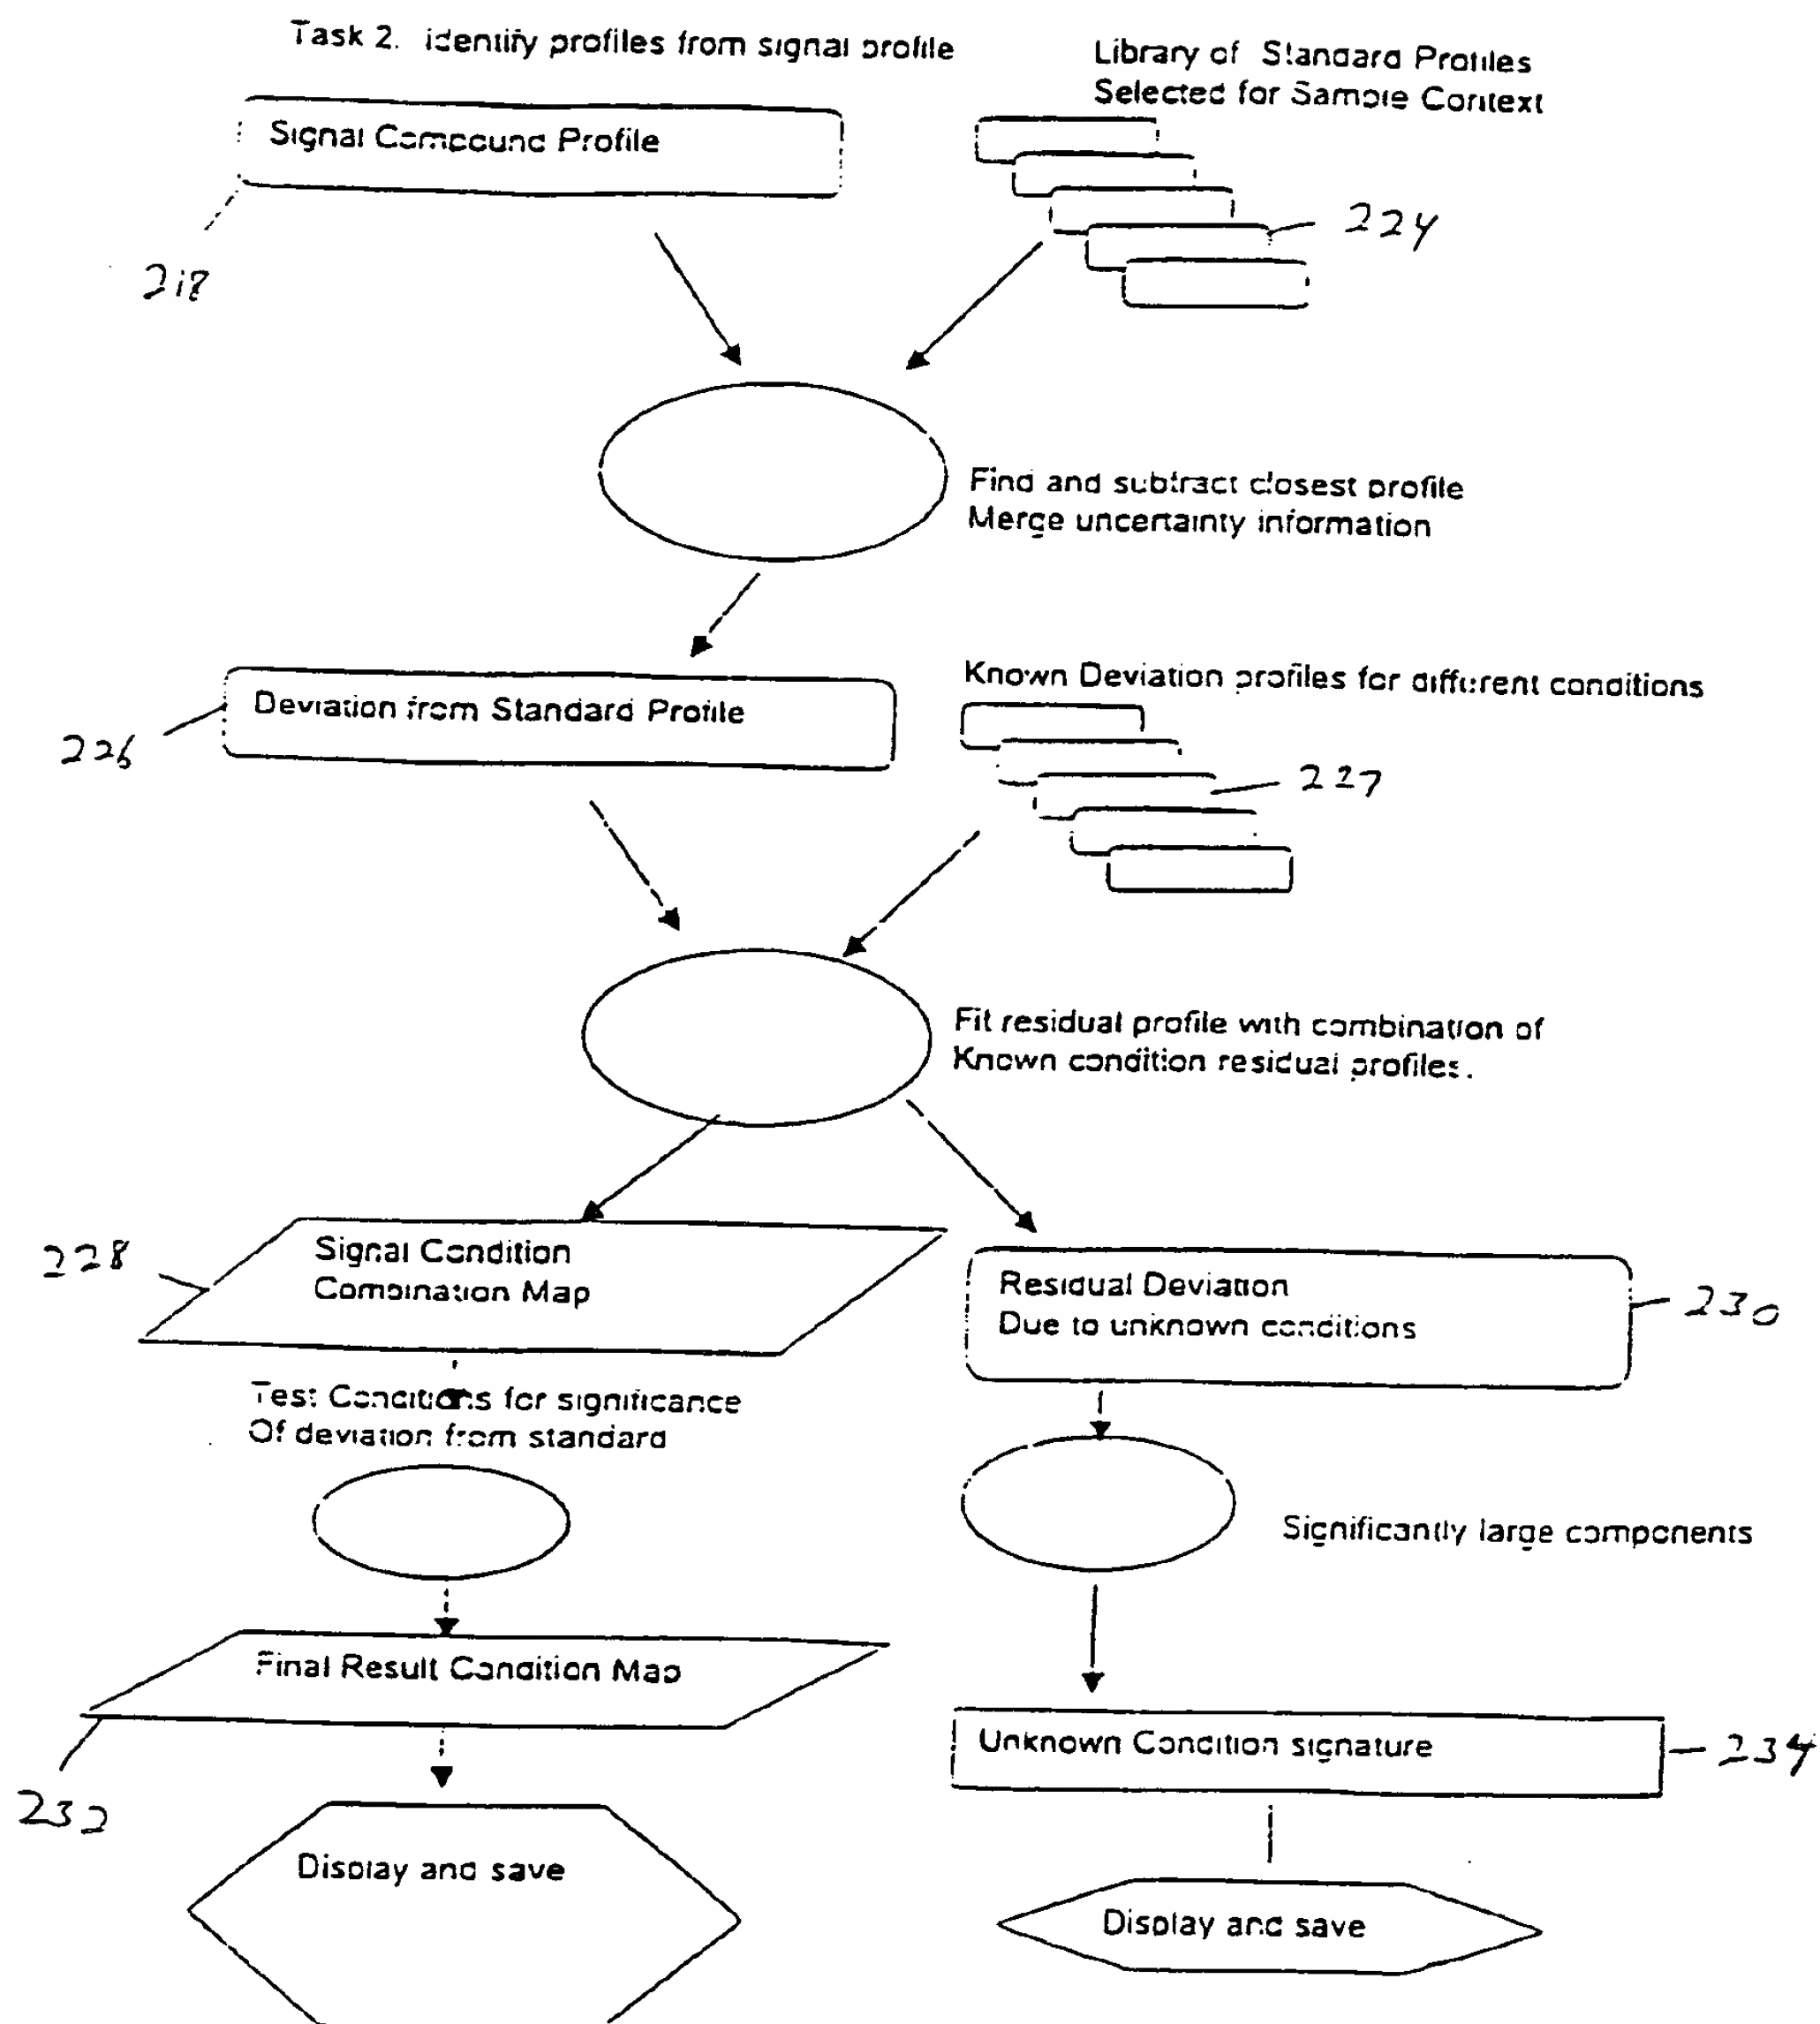 Task 2. identify profiles from signal profile
Library of Standard Profiles
Selected for Sample Context
Signal Compound Profile
224
218
Find and subtract closest profile
Merge uncertainty information
Known Deviation profiles for different conditions
Deviation from Standard Profile
226
227
Fit residual profile with combination of
Known condition residual profiles.
228
Signal Condition
Combination Map
Residual Deviation
Due to unknown conditions
230
Test Conditions for significance
Of deviation from standard
Significantly large components
Final Result Condition Map
Unknown Condition signature
234
232
Display and save
Display and save